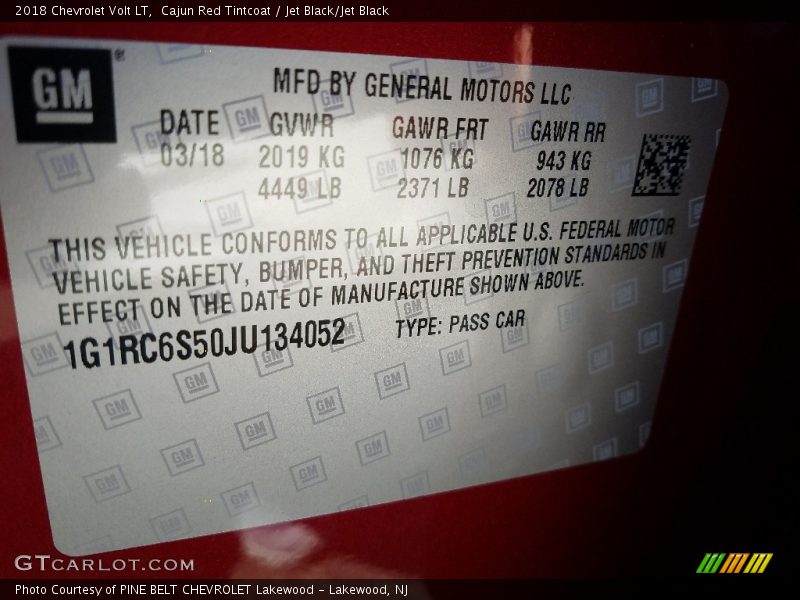 2018 Chevrolet Volt LT,  Cajun Red Tintcoat / Jet Black/Jet Black
GM ®
MFD BY GENERAL MOTORS LLC
DATE GVWR GAWR FRT GAWR RR
03/18 2019 KG 1076 KG 943 KG
4449 LB 2371 LB 2078 LB
THIS VEHICLE CONFORMS TO ALL APPLICABLE U.S. FEDERAL MOTOR
VEHICLE SAFETY, BUMPER, AND THEFT PREVENTION STANDARDS IN
EFFECT ON THE DATE OF MANUFACTURE SHOWN ABOVE.
1G1RC6S50JU134052 TYPE: PASS CAR
GTCARLOT.COM
Photo Courtesy of PINE BELT CHEVROLET Lakewood - Lakewood, NJ